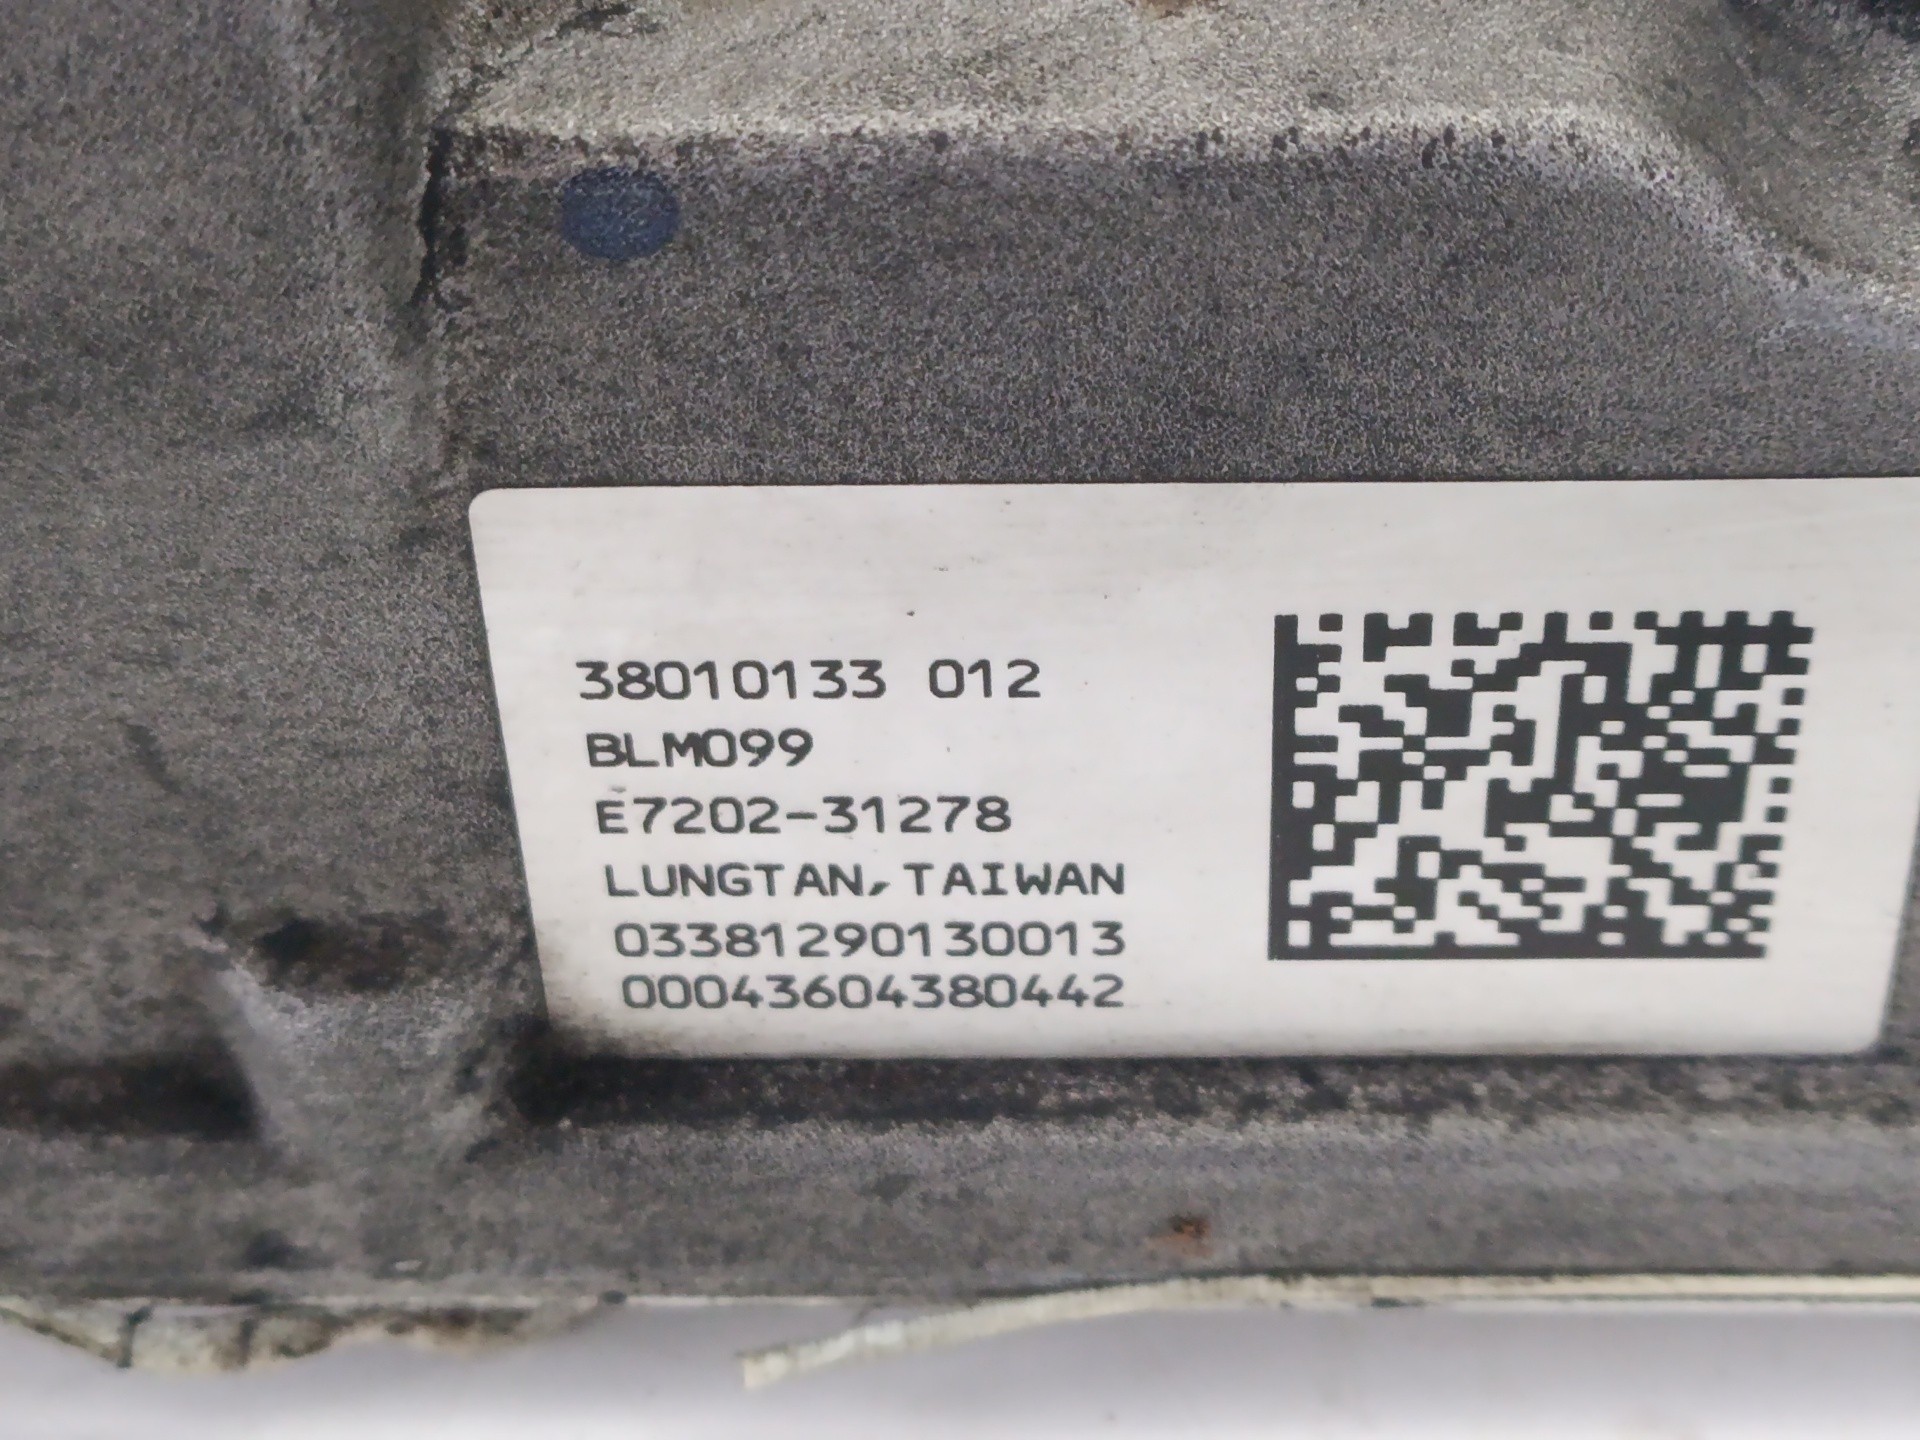 38010133 012
BLM099
E7202-31278
LUNGTAN, TAIWAN
03381290130013
00043604380442